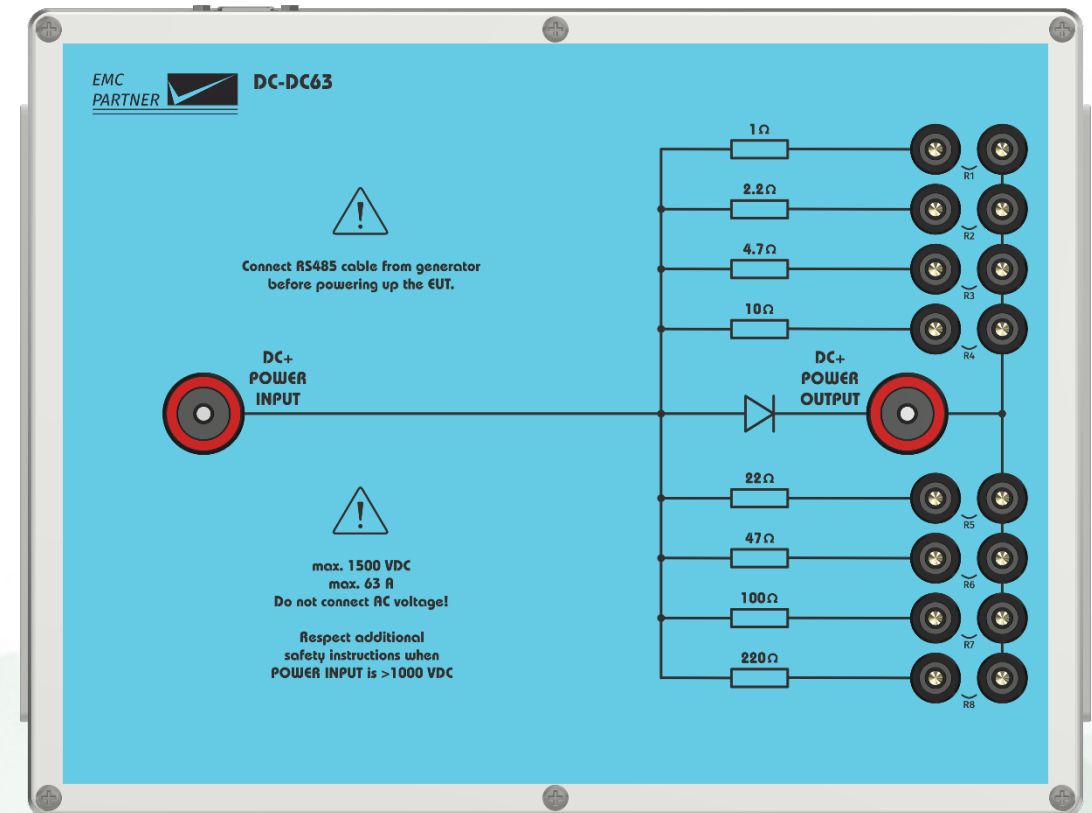 EMC
PARTNER
DC-DC63
Connect RS485 cable from generator
before powering up the EUT.
DC+
POWER
INPUT
max. 1500 VDC
max. 63 A
Do not connect AC voltage!
Respect additional
safety instructions when
POWER INPUT is >1000 VDC
1Ω
R1
2.2Ω
R2
4.7Ω
R3
10Ω
R4
DC+
POWER
OUTPUT
22Ω
R5
47Ω
R6
100Ω
R7
220Ω
R8